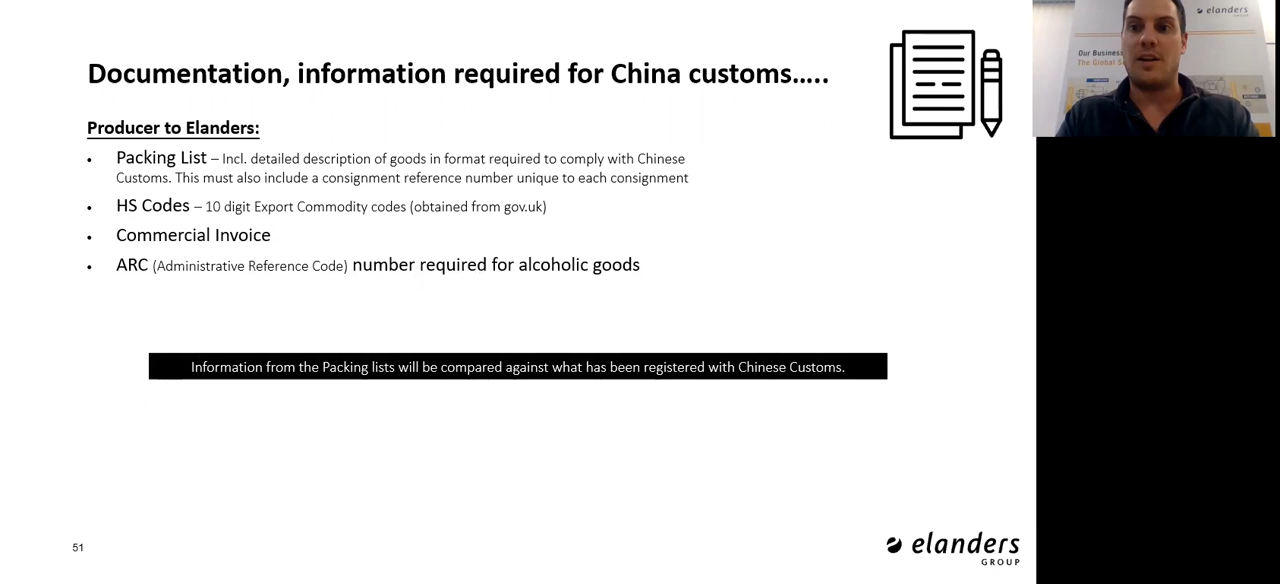 Documentation, information required for China customs.....
Producer to Elanders:
• Packing List – Incl. detailed description of goods in format required to comply with Chinese
Customs. This must also include a consignment reference number unique to each consignment
• HS Codes – 10 digit Export Commodity codes (obtained from gov.uk)
• Commercial Invoice
• ARC (Administrative Reference Code) number required for alcoholic goods
Information from the Packing lists will be compared against what has been registered with Chinese Customs.
51
elanders
GROUP
elanders
GROUP
Our Busines
The Global S